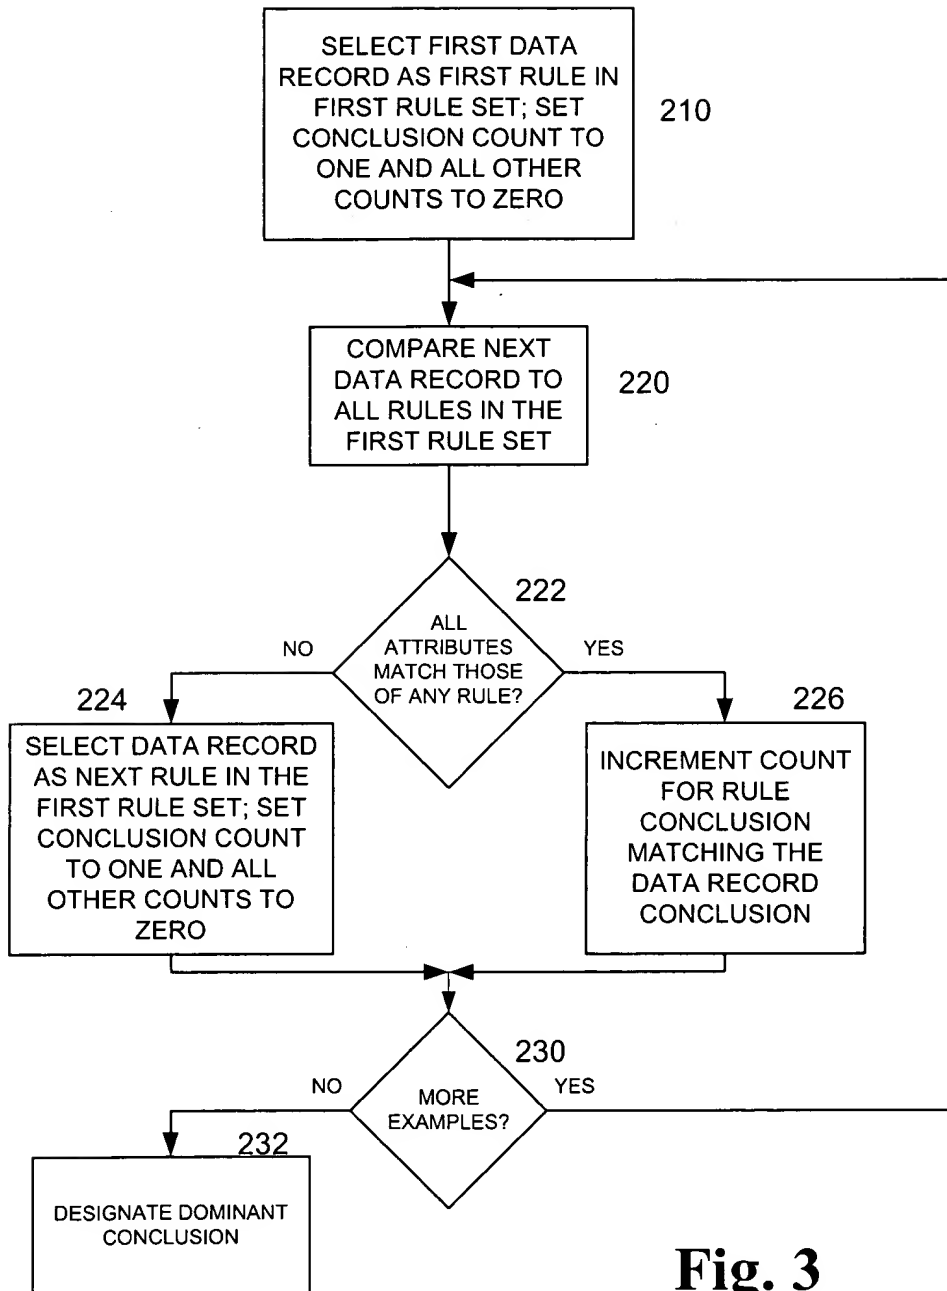 SELECT FIRST DATA
RECORD AS FIRST RULE IN
FIRST RULE SET; SET
CONCLUSION COUNT TO
ONE AND ALL OTHER
COUNTS TO ZERO
210
COMPARE NEXT
DATA RECORD TO
ALL RULES IN THE
FIRST RULE SET
220
222
ALL
ATTRIBUTES
MATCH THOSE
OF ANY RULE?
NO
YES
224
SELECT DATA RECORD
AS NEXT RULE IN THE
FIRST RULE SET; SET
CONCLUSION COUNT
TO ONE AND ALL
OTHER COUNTS TO
ZERO
226
INCREMENT COUNT
FOR RULE
CONCLUSION
MATCHING THE
DATA RECORD
CONCLUSION
230
MORE
EXAMPLES?
NO
YES
232
DESIGNATE DOMINANT
CONCLUSION
Fig. 3